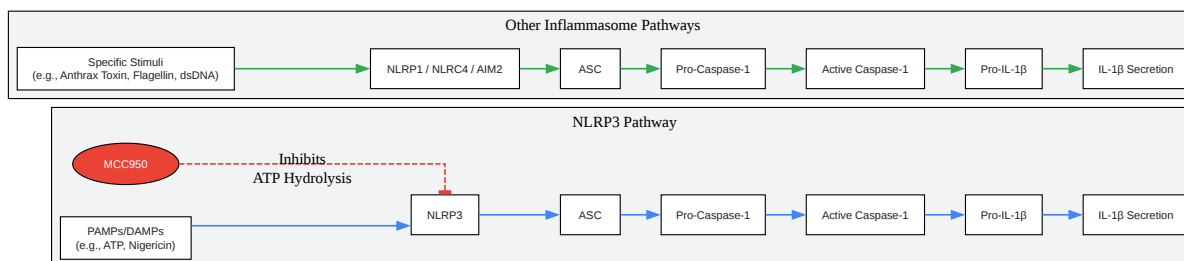 Other Inflammasome Pathways
Specific Stimuli
(e.g., Anthrax Toxin, Flagellin, dsDNA)
NLRP1 / NLRC4 / AIM2
ASC
Pro-Caspase-1
Active Caspase-1
Pro-IL-1β
IL-1β Secretion
NLRP3 Pathway
MCC950
Inhibits
ATP Hydrolysis
PAMPs/DAMPs
(e.g., ATP, Nigericin)
NLRP3
ASC
Pro-Caspase-1
Active Caspase-1
Pro-IL-1β
IL-1β Secretion